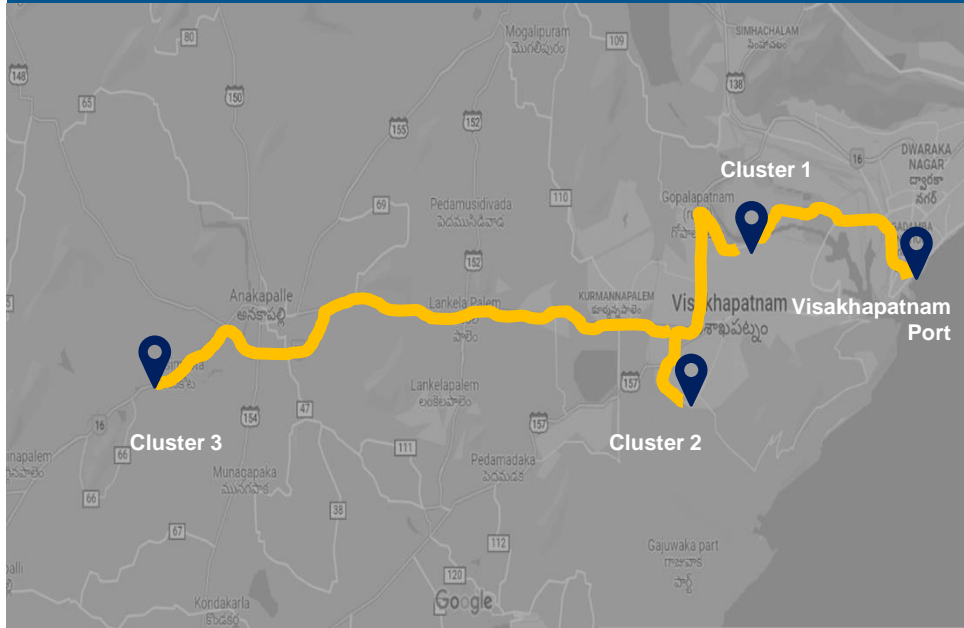 Mogalipuram
మొగలిపురం
SIMHACHALAM
సింహాచలం
80
109
148
138
65
150
152
155
16
DWARAKA
NAGAR
ద్వారకా
నగర్
Cluster 1
110
69
Pedamusidivada
పెదముసిడివాడ
Gopalapatnam
152
Anakapalle
అనకాపల్లి
Lankela Palem
పాలెం
KURMANNAPALEM
కూర్మన్నపాలెం
Visakhapatnam
Visakhapatnam
Port
157
Lankelapalem
లంకెలపాలెం
154
47
16
157
Cluster 3
Cluster 2
66
111
Munagapaka
మునగపాక
Pedamadaka
పెదమడక
66
38
67
112
Gajuwaka part
గాజువాక
పార్ట్
120
Kondakarla
Google